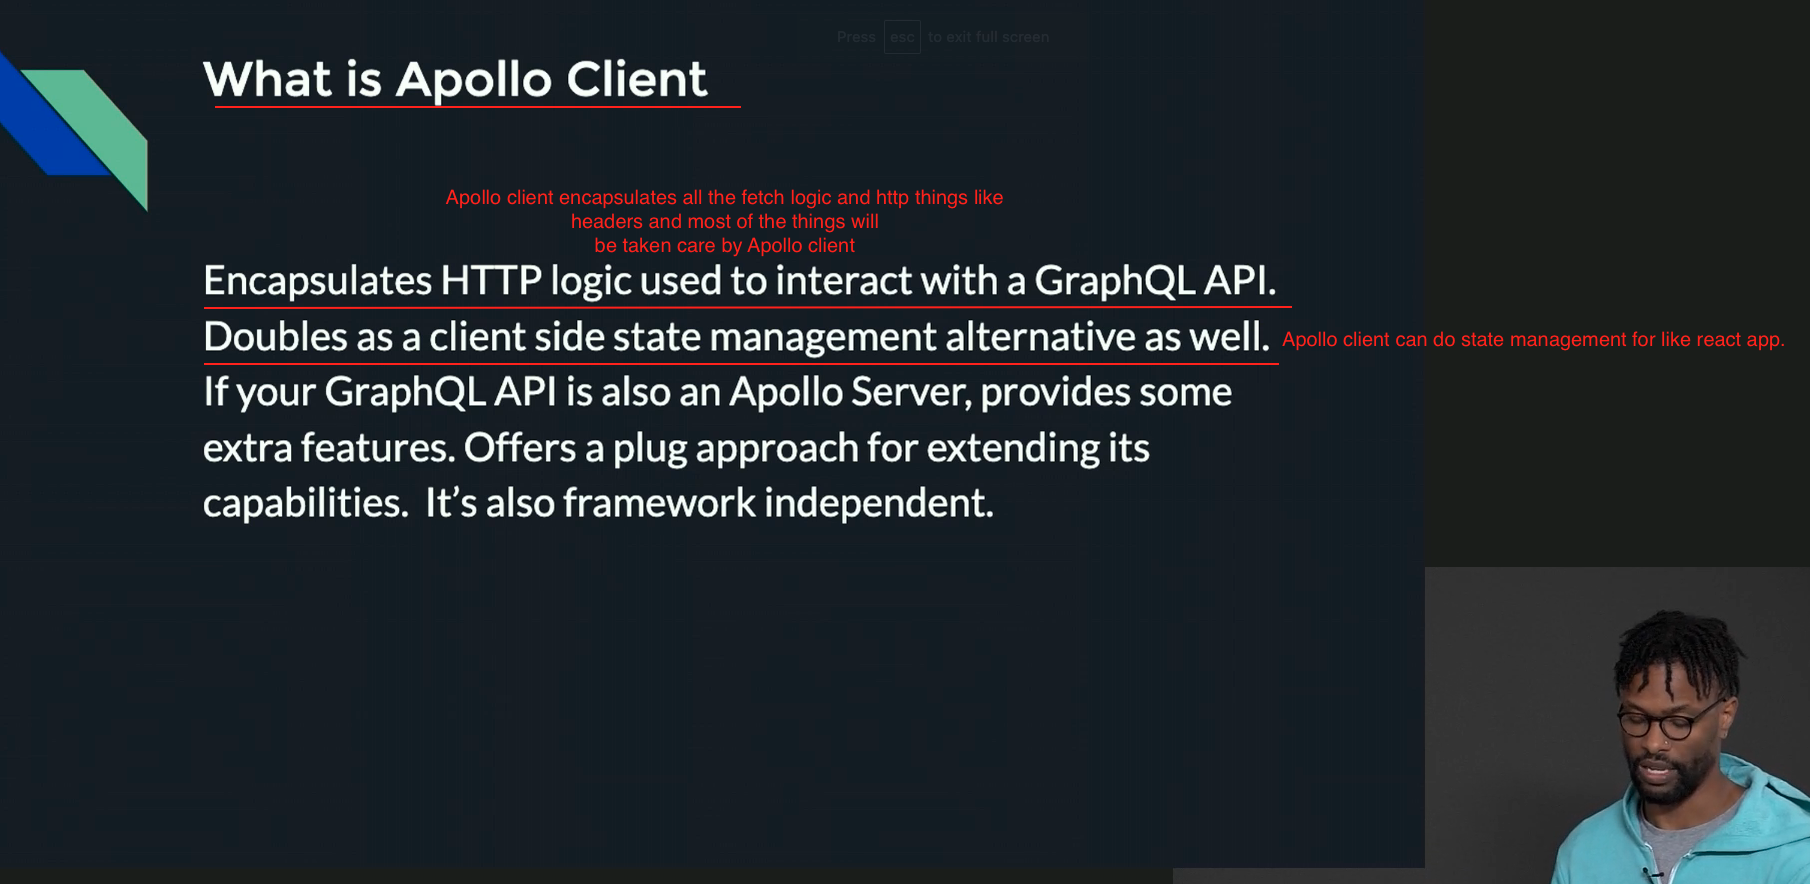 Press esc to exit full screen
What is Apollo Client
Apollo client encapsulates all the fetch logic and http things like
headers and most of the things will
be taken care by Apollo client
Encapsulates HTTP logic used to interact with a GraphQL API.
Doubles as a client side state management alternative as well.
Apollo client can do state management for like react app.
If your GraphQL API is also an Apollo Server, provides some
extra features. Offers a plug approach for extending its
capabilities.  It’s also framework independent.